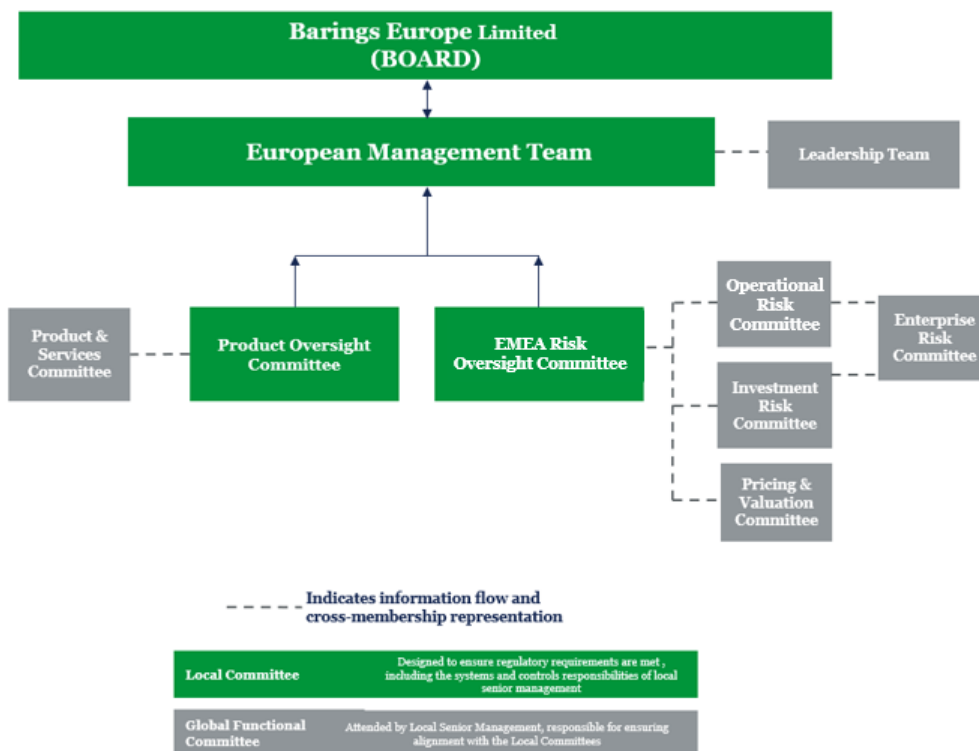 Barings Europe Limited
(BOARD)
European Management Team
Leadership Team
Product &
Services
Committee
Product Oversight
Committee
EMEA Risk
Oversight Committee
Operational
Risk
Committee
Enterprise
Risk
Committee
Investment
Risk
Committee
Pricing &
Valuation
Committee
Indicates information flow and
cross-membership representation
Local Committee
Designed to ensure regulatory requirements are met ,
including the systems and controls responsibilities of local
senior management
Global Functional
Committee
Attended by Local Senior Management, responsible for ensuring
alignment with the Local Committees